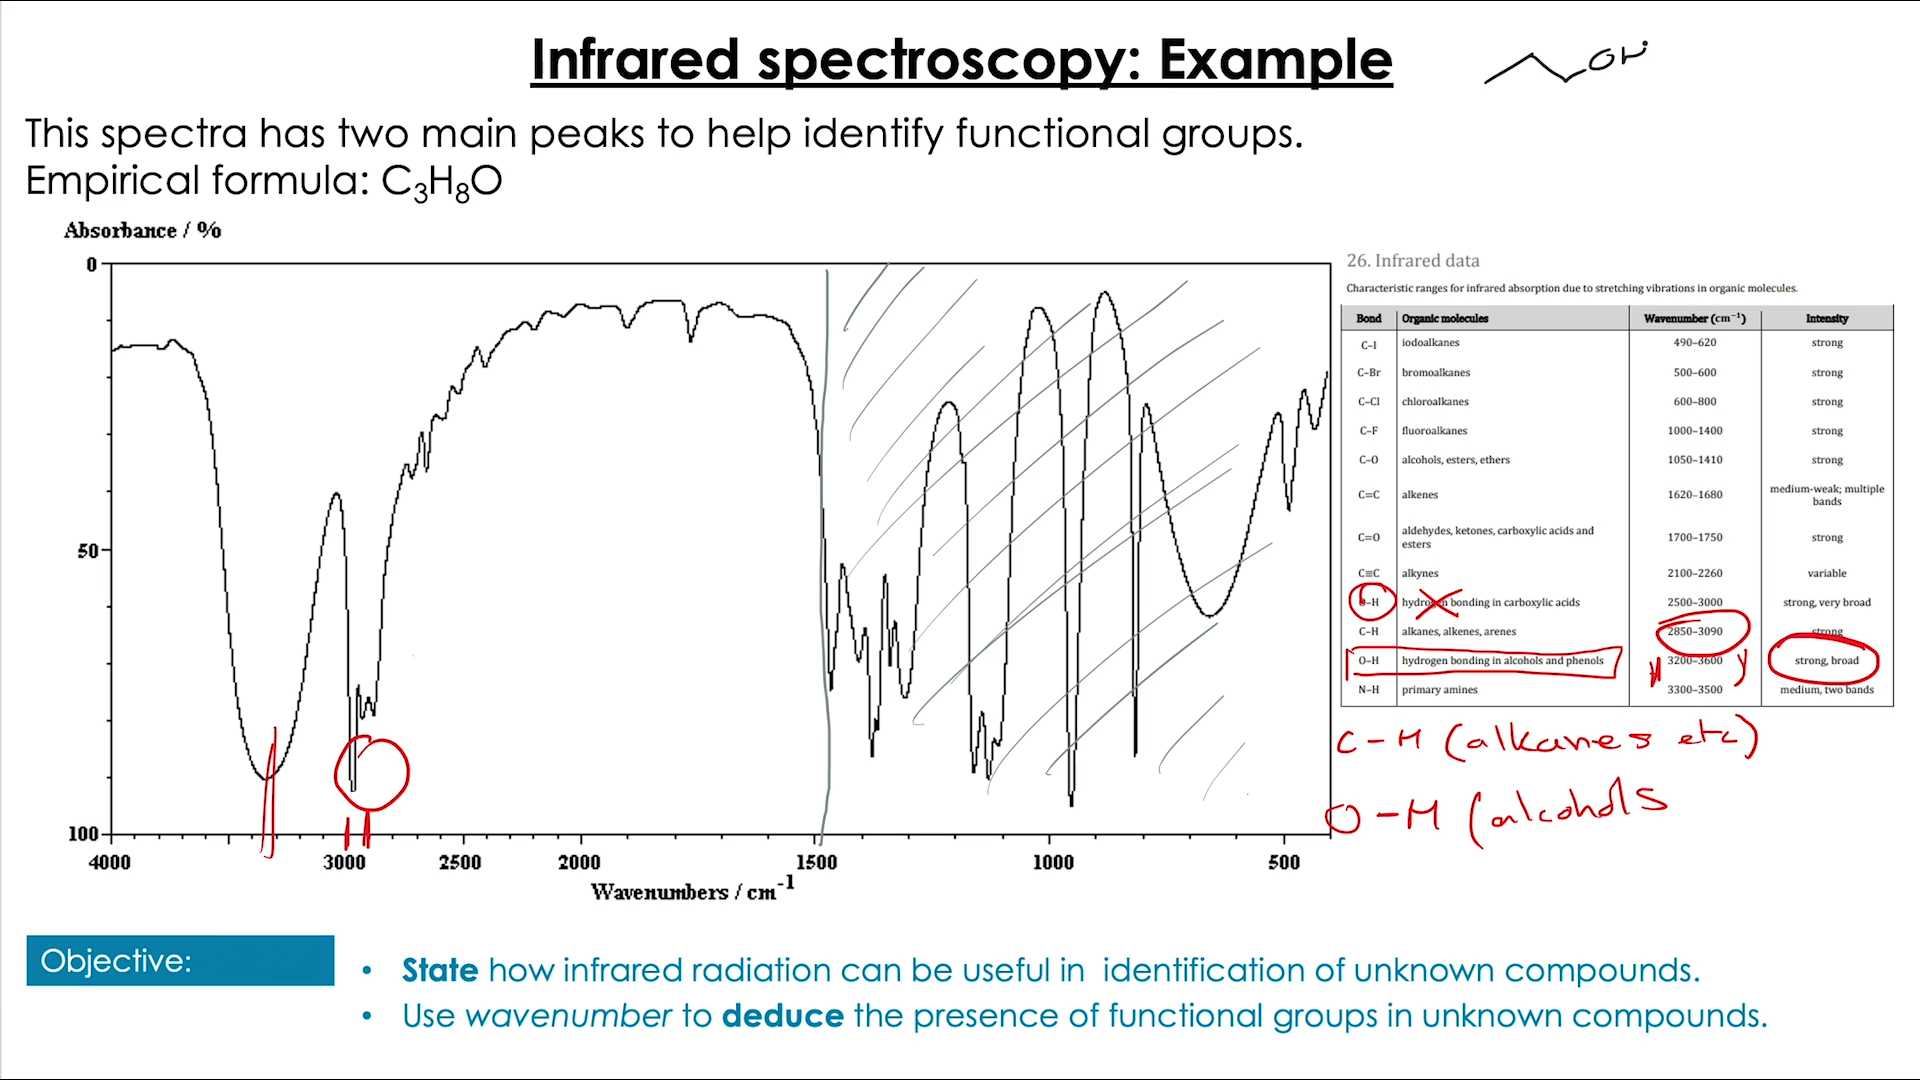 Infrared spectroscopy: Example
OH
This spectra has two main peaks to help identify functional groups.
Empirical formula: C₃H₈O
Absorbance / %
0
50
100
4000 3000 2500 2000 1500 1000 500
Wavenumbers / cm⁻¹
26. Infrared data
Characteristic ranges for infrared absorption due to stretching vibrations in organic molecules.
Bond Organic molecules Wavenumber (cm⁻¹) Intensity
C–I iodoalkanes 490–620 strong
C–Br bromoalkanes 500–600 strong
C–Cl chloroalkanes 600–800 strong
C–F fluoroalkanes 1000–1400 strong
C–O alcohols, esters, ethers 1050–1410 strong
C=C alkenes 1620–1680 medium-weak; multiple
bands
C=O aldehydes, ketones, carboxylic acids and
esters 1700–1750 strong
C≡C alkynes 2100–2260 variable
O–H hydrogen bonding in carboxylic acids 2500–3000 strong, very broad
C–H alkanes, alkenes, arenes 2850–3090 strong
O–H hydrogen bonding in alcohols and phenols 3200–3600 strong, broad
N–H primary amines 3300–3500 medium, two bands
C–H (alkanes etc)
O–H (alcohols
Objective:
• State how infrared radiation can be useful in identification of unknown compounds.
• Use wavenumber to deduce the presence of functional groups in unknown compounds.